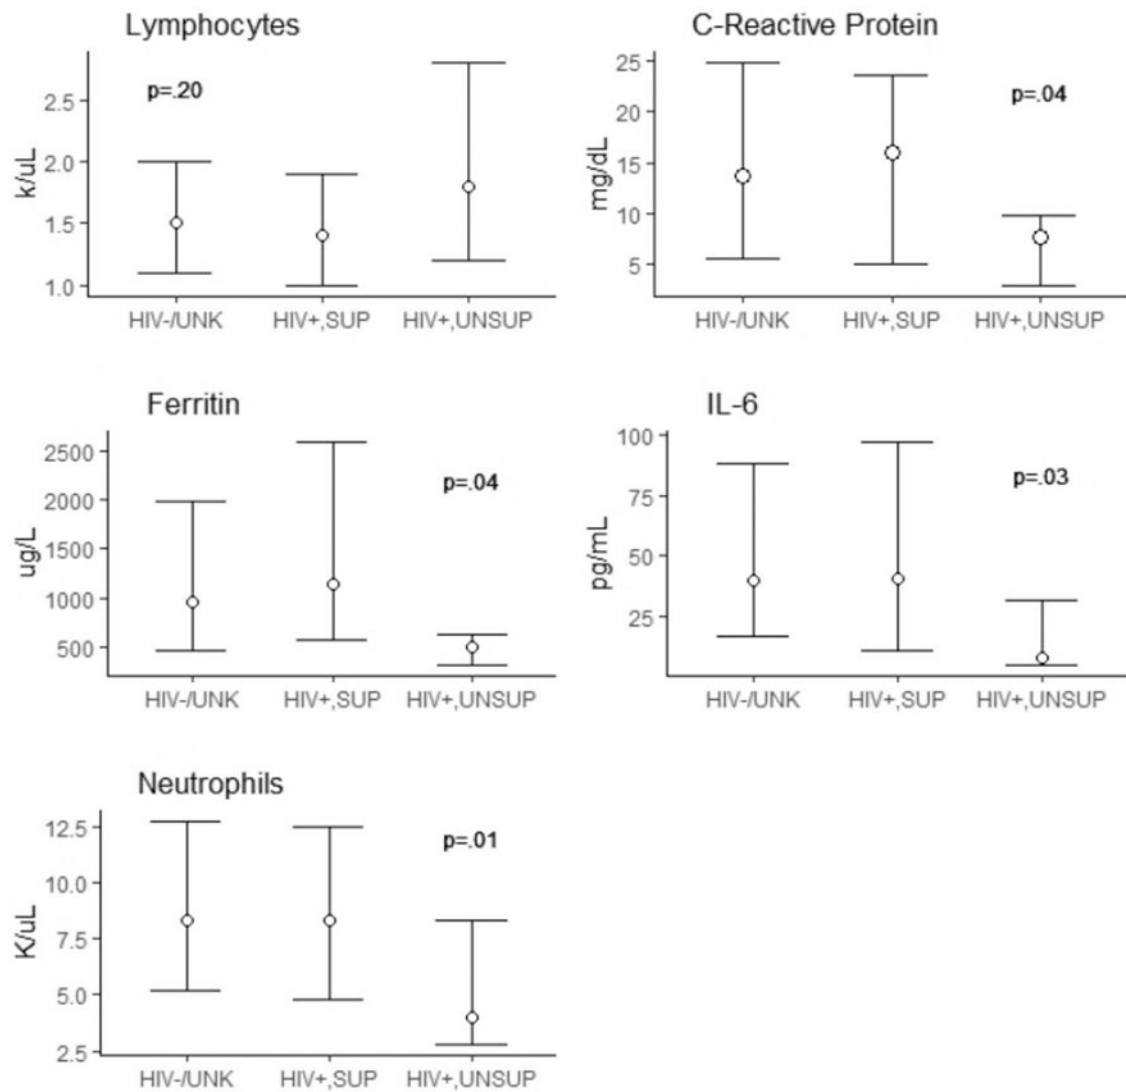 Lymphocytes
p=.20
k/uL
2.5
2.0
1.5
1.0
HIV-/UNK HIV+,SUP HIV+,UNSUP
C-Reactive Protein
p=.04
mg/dL
25
20
15
10
5
HIV-/UNK HIV+,SUP HIV+,UNSUP
Ferritin
p=.04
ug/L
2500
2000
1500
1000
500
HIV-/UNK HIV+,SUP HIV+,UNSUP
IL-6
p=.03
pg/mL
100
75
50
25
HIV-/UNK HIV+,SUP HIV+,UNSUP
Neutrophils
p=.01
K/uL
12.5
10.0
7.5
5.0
2.5
HIV-/UNK HIV+,SUP HIV+,UNSUP